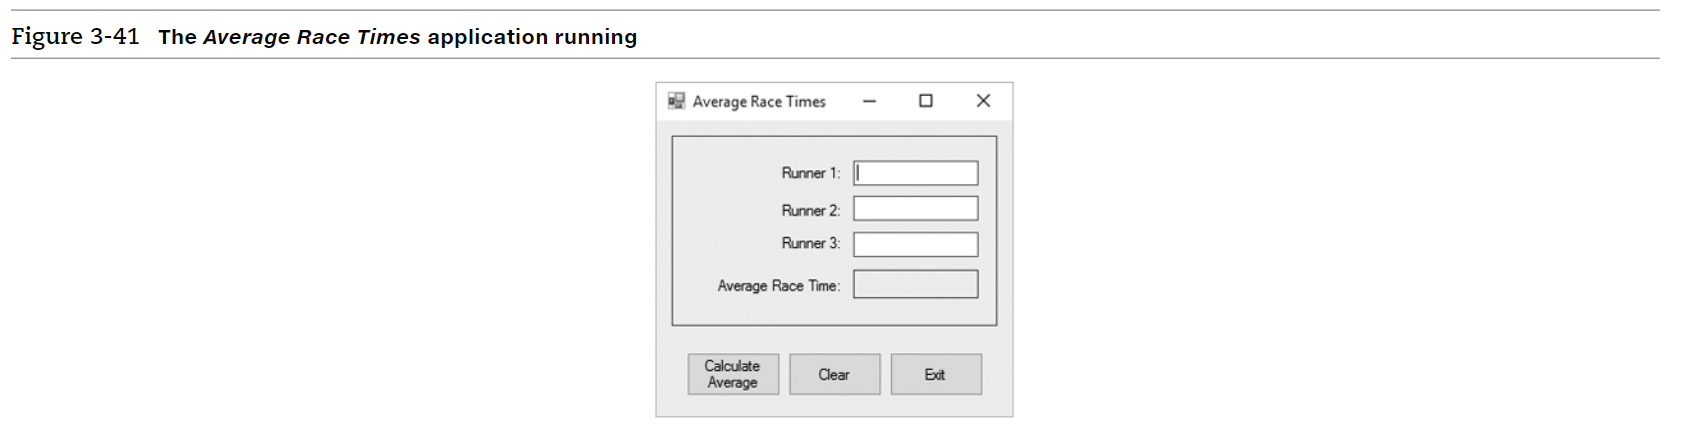 Figure 3-41 The Average Race Times application running
Average Race Times
Runner 1:
Runner 2:
Runner 3:
Average Race Time:
Calculate
Average
Clear
Exit